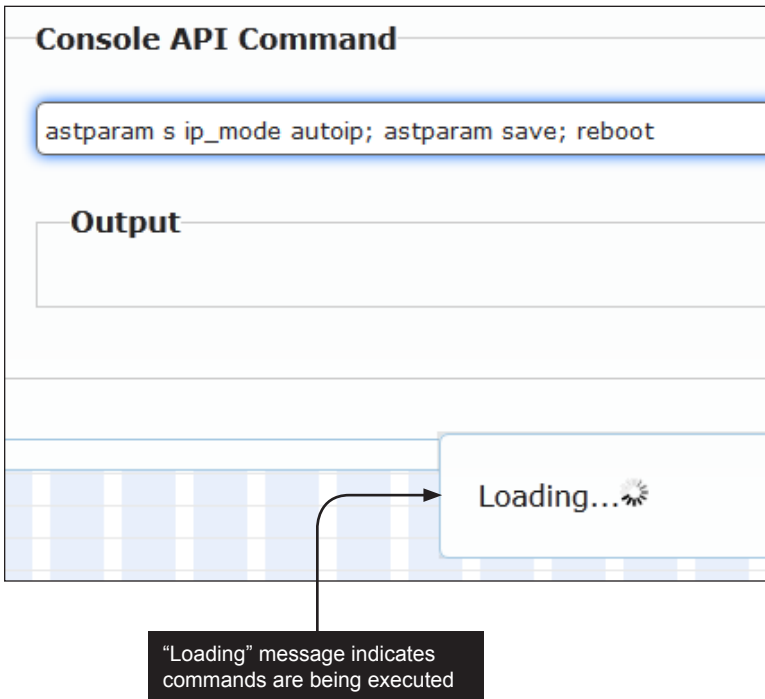 Console API Command
astparam s ip_mode autoip; astparam save; reboot
Output
Loading...
“Loading” message indicates
commands are being executed